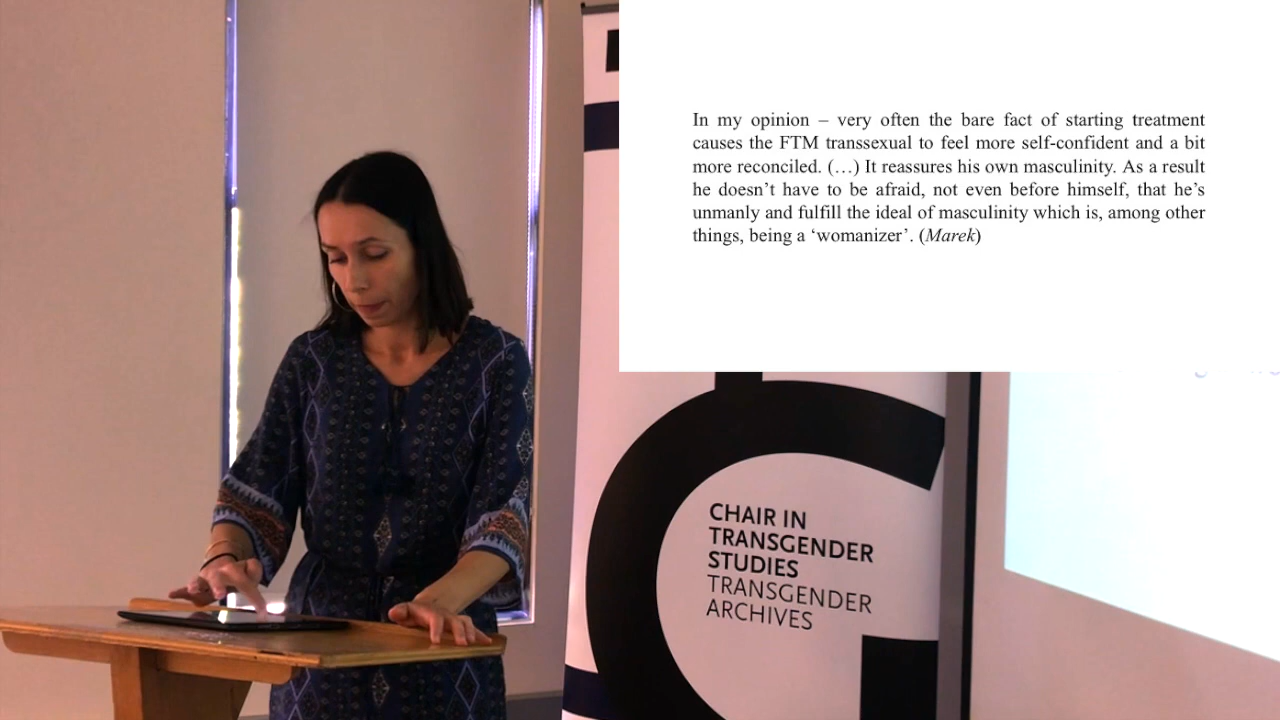 In my opinion – very often the bare fact of starting treatment
causes the FTM transsexual to feel more self-confident and a bit
more reconciled. (…) It reassures his own masculinity. As a result
he doesn’t have to be afraid, not even before himself, that he’s
unmanly and fulfill the ideal of masculinity which is, among other
things, being a ‘womanizer’. (Marek)
CHAIR IN
TRANSGENDER
STUDIES
TRANSGENDER
ARCHIVES